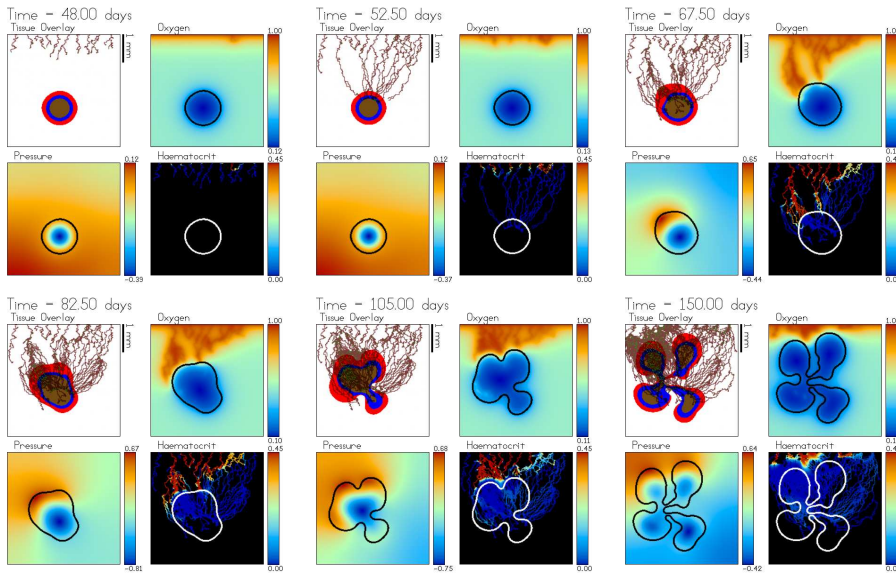 Time - 48.00 days
Tissue Overlay
1 mm
Oxygen
1.00
0.12
Pressure
0.12
-0.39
Haematocrit
0.45
0.00
Time - 52.50 days
Tissue Overlay
1 mm
Oxygen
1.00
0.13
Pressure
0.12
-0.37
Haematocrit
0.45
0.00
Time - 67.50 days
Tissue Overlay
1 mm
Oxygen
Pressure
0.65
-0.44
Haematocrit
Time - 82.50 days
Tissue Overlay
1 mm
Oxygen
1.00
0.10
Pressure
0.67
-0.81
Haematocrit
0.45
0.00
Time - 105.00 days
Tissue Overlay
1 mm
Oxygen
1.00
0.11
Pressure
0.68
-0.75
Haematocrit
0.45
0.00
Time - 150.00 days
Tissue Overlay
1 mm
Oxygen
Pressure
0.64
-0.42
Haematocrit